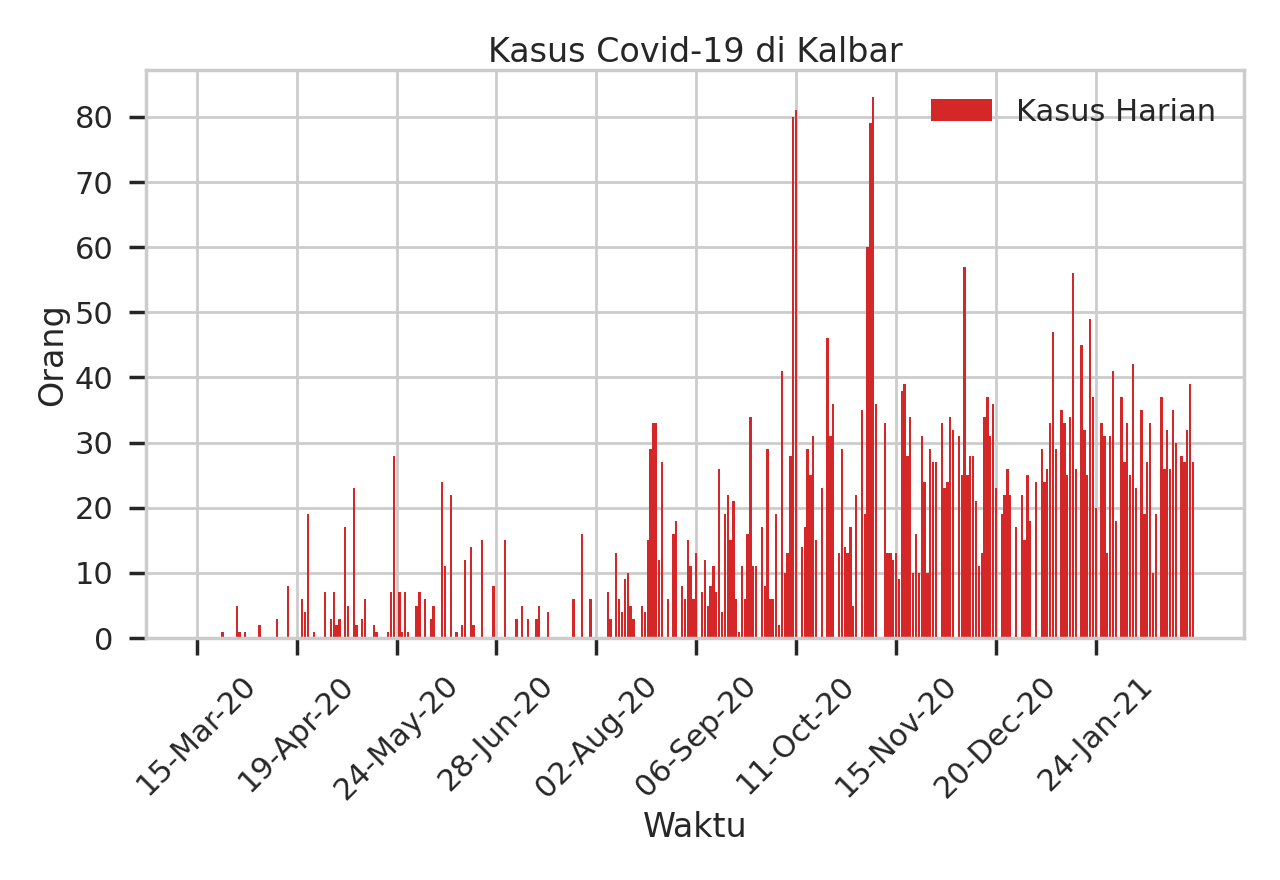 Kasus Covid-19 di Kalbar
Kasus Harian
Orang
80
70
60
50
40
30
20
10
0
15-Mar-20
19-Apr-20
24-May-20
28-Jun-20
02-Aug-20
06-Sep-20
11-Oct-20
15-Nov-20
20-Dec-20
24-Jan-21
Waktu